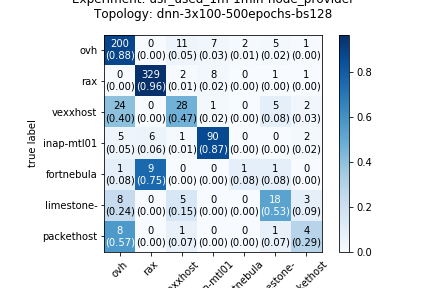 Experiment: usr_used_1m-1min-node_provider
Topology: dnn-3x100-500epochs-bs128
ovh 200 0 11 7 2 5 1
(0.88) (0.00) (0.05) (0.03) (0.01) (0.02) (0.00)
rax 0 329 2 8 0 1 1
(0.00) (0.96) (0.01) (0.02) (0.00) (0.00) (0.00)
vexxhost 24 0 28 1 0 5 2
(0.40) (0.00) (0.47) (0.02) (0.00) (0.08) (0.03)
inap-mtl01 5 6 1 90 0 0 2
(0.05) (0.06) (0.01) (0.87) (0.00) (0.00) (0.02)
fortnebula 1 9 0 0 1 1 0
(0.08) (0.75) (0.00) (0.00) (0.08) (0.08) (0.00)
limestone- 8 0 5 0 0 18 3
(0.24) (0.00) (0.15) (0.00) (0.00) (0.53) (0.09)
packethost 8 0 1 0 0 1 4
(0.57) (0.00) (0.07) (0.00) (0.00) (0.07) (0.29)
true label
ovh
rax
exxhost
p-mtl01
tnebula
estone-
kethost
0.8
0.6
0.4
0.2
0.0